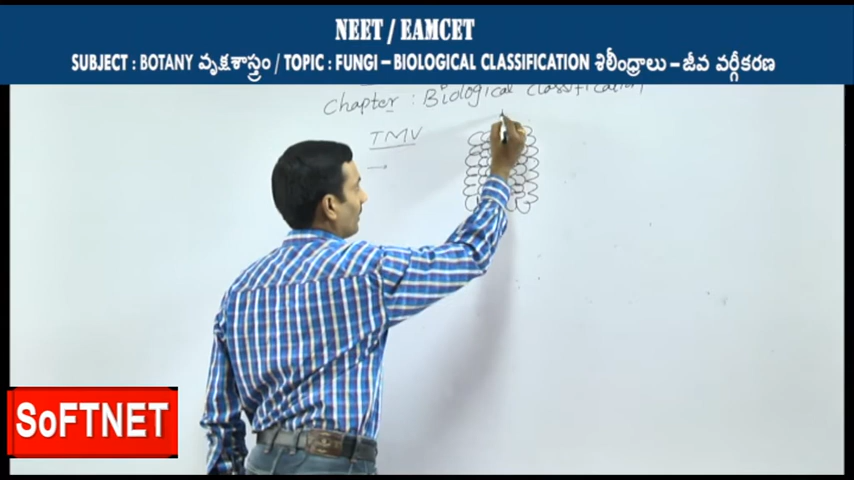 NEET / EAMCET
SUBJECT : BOTANY వృక్షశాస్త్రం / TOPIC : FUNGI – BIOLOGICAL CLASSIFICATION శిలీంధ్రాలు – జీవ వర్గీకరణ
Chapter : Biological Classification
TMV
SoFTNET